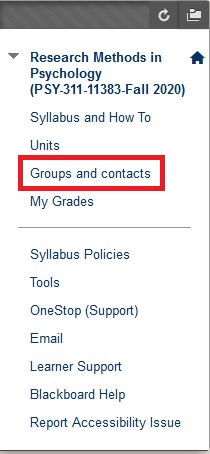 Research Methods in
Psychology
(PSY-311-11383-Fall 2020)
Syllabus and How To
Units
Groups and contacts
My Grades
Syllabus Policies
Tools
OneStop (Support)
Email
Learner Support
Blackboard Help
Report Accessibility Issue